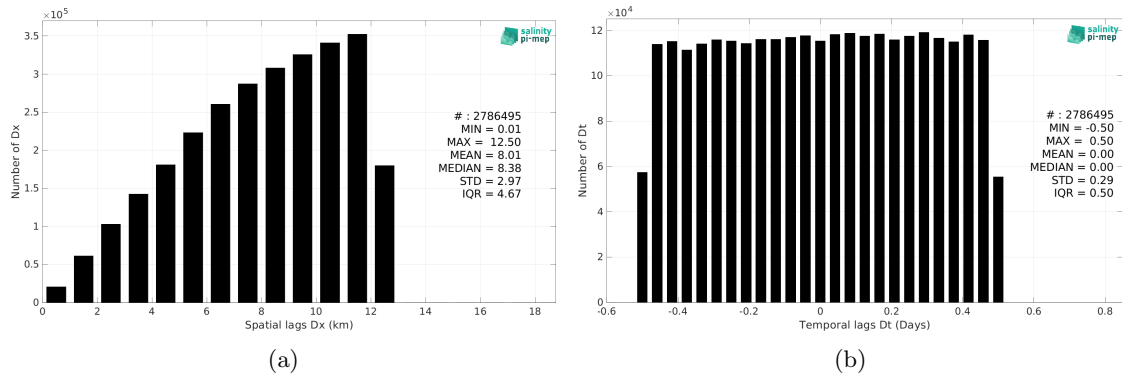 ×10⁵
3.5
3
2.5
2
1.5
1
0.5
0
Number of Dx
0 2 4 6 8 10 12 14 16 18
Spatial lags Dx (km)
salinity
pi-mep
# : 2786495
MIN = 0.01
MAX = 12.50
MEAN = 8.01
MEDIAN = 8.38
STD = 2.97
IQR = 4.67
(a)
×10⁴
12
10
8
6
4
2
0
Number of Dt
-0.6 -0.4 -0.2 0 0.2 0.4 0.6 0.8
Temporal lags Dt (Days)
salinity
pi-mep
# : 2786495
MIN = -0.50
MAX = 0.50
MEAN = 0.00
MEDIAN = 0.00
STD = 0.29
IQR = 0.50
(b)